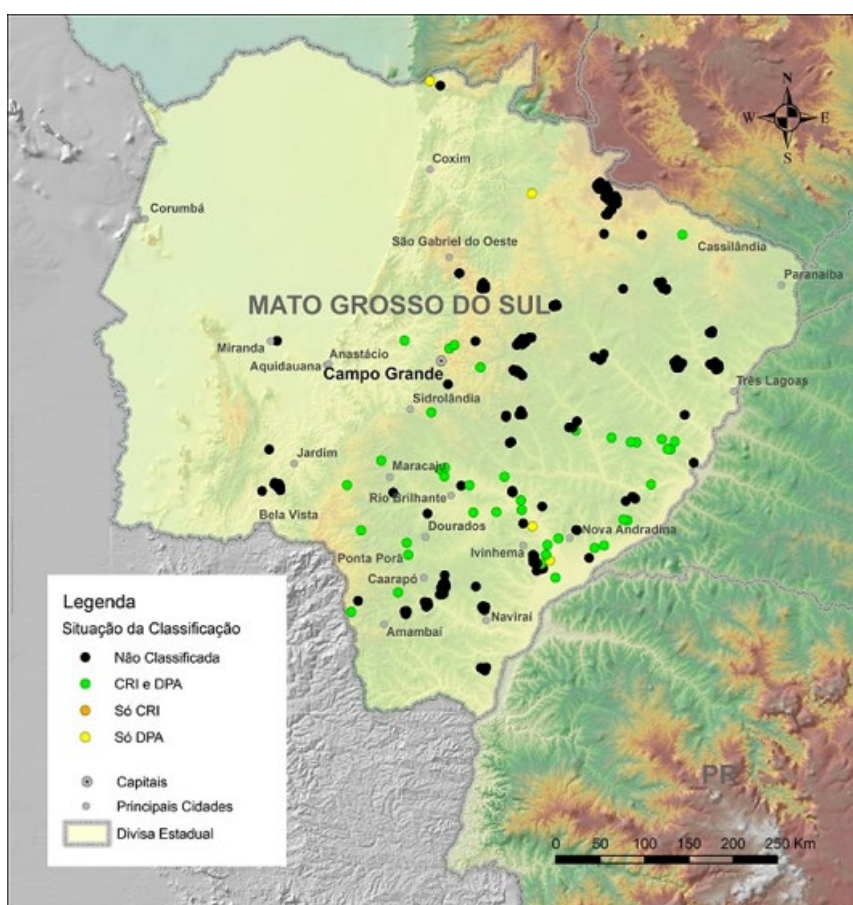 N
W E
S
Coxim
Corumbá
São Gabriel do Oeste
Cassilândia
Paranaíba
MATO GROSSO DO SUL
Miranda
Anastácio
Aquidauana
Campo Grande
Três Lagoas
Sidrolândia
Jardim
Maracaju
Rio Brilhante
Bela Vista
Dourados
Nova Andradina
Ivinhema
Ponta Porã
Caarapó
Naviraí
Amambaí
PR
Legenda
Situação da Classificação
Não Classificada
CRI e DPA
Só CRI
Só DPA
Capitais
Principais Cidades
Divisa Estadual
0 50 100 150 200 250 Km